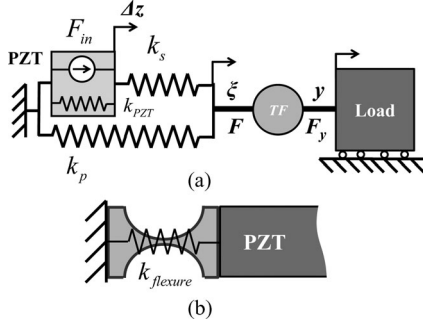 Δz
F_in
PZT
k_s
k_PZT
ξ
y
TF
Load
F
F_y
k_p
(a)
PZT
k_flexure
(b)